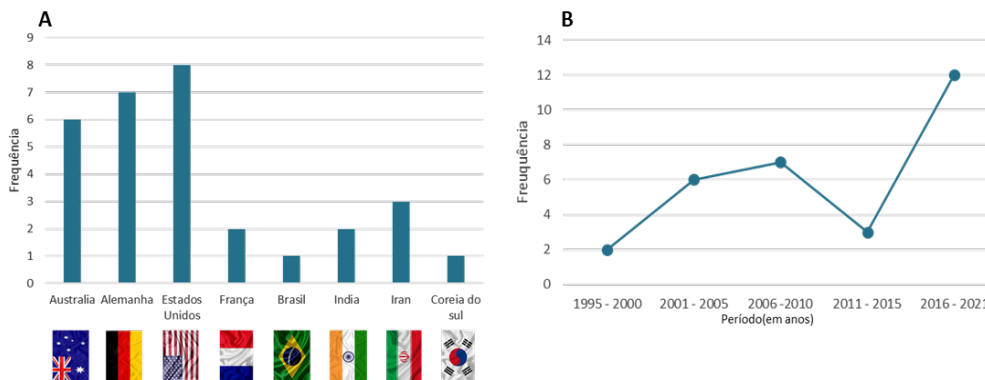 A
9
8
7
6
5
4
3
2
1
0
Frequência
Australia Alemanha Estados Unidos França Brasil India Iran Coreia do sul
B
14
12
10
8
6
4
2
0
Freuquência
1995 - 2000 2001 - 2005 2006 -2010 2011 - 2015 2016 - 2021
Período(em anos)